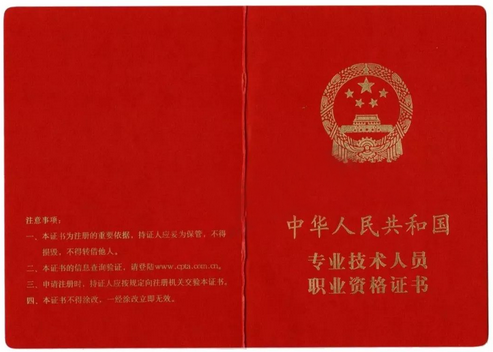 注意事项:
一、本证书为注册的重要依据，持证人应妥为保管，不得
损毁，不得转借他人。
二、本证书的信息查询验证，请登陆www.cpta.com.cn。
三、申请注册时，持证人应按规定向注册机关交验本证书。
四、本证书不得涂改，一经涂改立即无效。
中华人民共和国
专业技术人员
职业资格证书